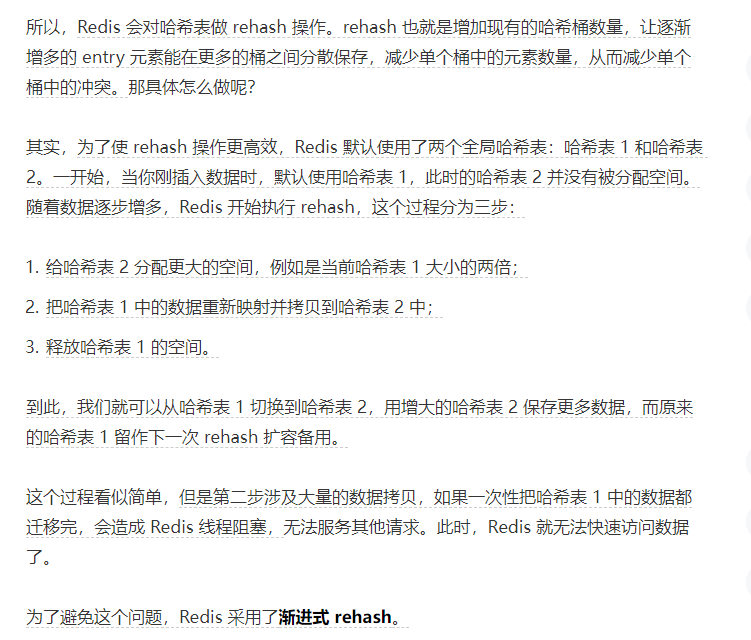 所以，Redis 会对哈希表做 rehash 操作。rehash 也就是增加现有的哈希桶数量，让逐渐
增多的 entry 元素能在更多的桶之间分散保存，减少单个桶中的元素数量，从而减少单个
桶中的冲突。那具体怎么做呢？
其实，为了使 rehash 操作更高效，Redis 默认使用了两个全局哈希表：哈希表 1 和哈希表
2。一开始，当你刚插入数据时，默认使用哈希表 1，此时的哈希表 2 并没有被分配空间。
随着数据逐步增多，Redis 开始执行 rehash，这个过程分为三步：
1. 给哈希表 2 分配更大的空间，例如是当前哈希表 1 大小的两倍；
2. 把哈希表 1 中的数据重新映射并拷贝到哈希表 2 中；
3. 释放哈希表 1 的空间。
到此，我们就可以从哈希表 1 切换到哈希表 2，用增大的哈希表 2 保存更多数据，而原来
的哈希表 1 留作下一次 rehash 扩容备用。
这个过程看似简单，但是第二步涉及大量的数据拷贝，如果一次性把哈希表 1 中的数据都
迁移完，会造成 Redis 线程阻塞，无法服务其他请求。此时，Redis 就无法快速访问数据
了。
为了避免这个问题，Redis 采用了渐进式 rehash。